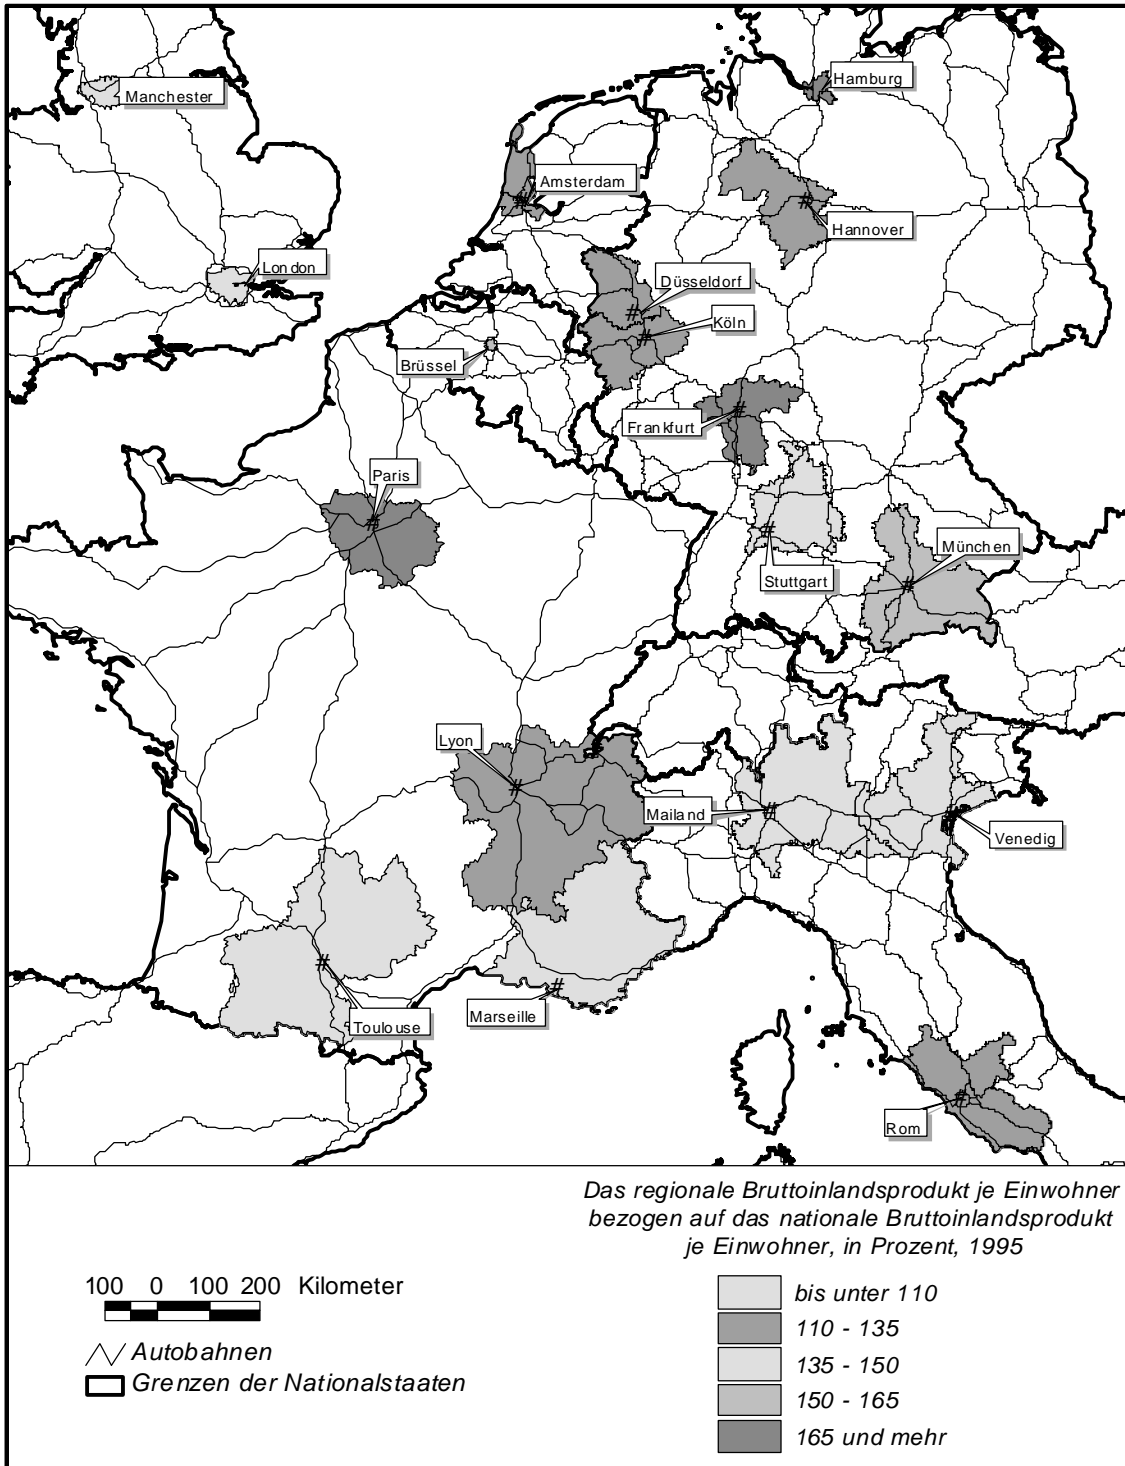 Hamburg
Manchester
Amsterdam
Hannover
London
Düsseldorf
Köln
Brüssel
Frankfurt
Paris
München
Stuttgart
Lyon
Mailand
Venedig
Marseille
Toulouse
Rom
Das regionale Bruttoinlandsprodukt je Einwohner
bezogen auf das nationale Bruttoinlandsprodukt
je Einwohner, in Prozent, 1995
100 0 100 200 Kilometer
Autobahnen
Grenzen der Nationalstaaten
bis unter 110
110 - 135
135 - 150
150 - 165
165 und mehr